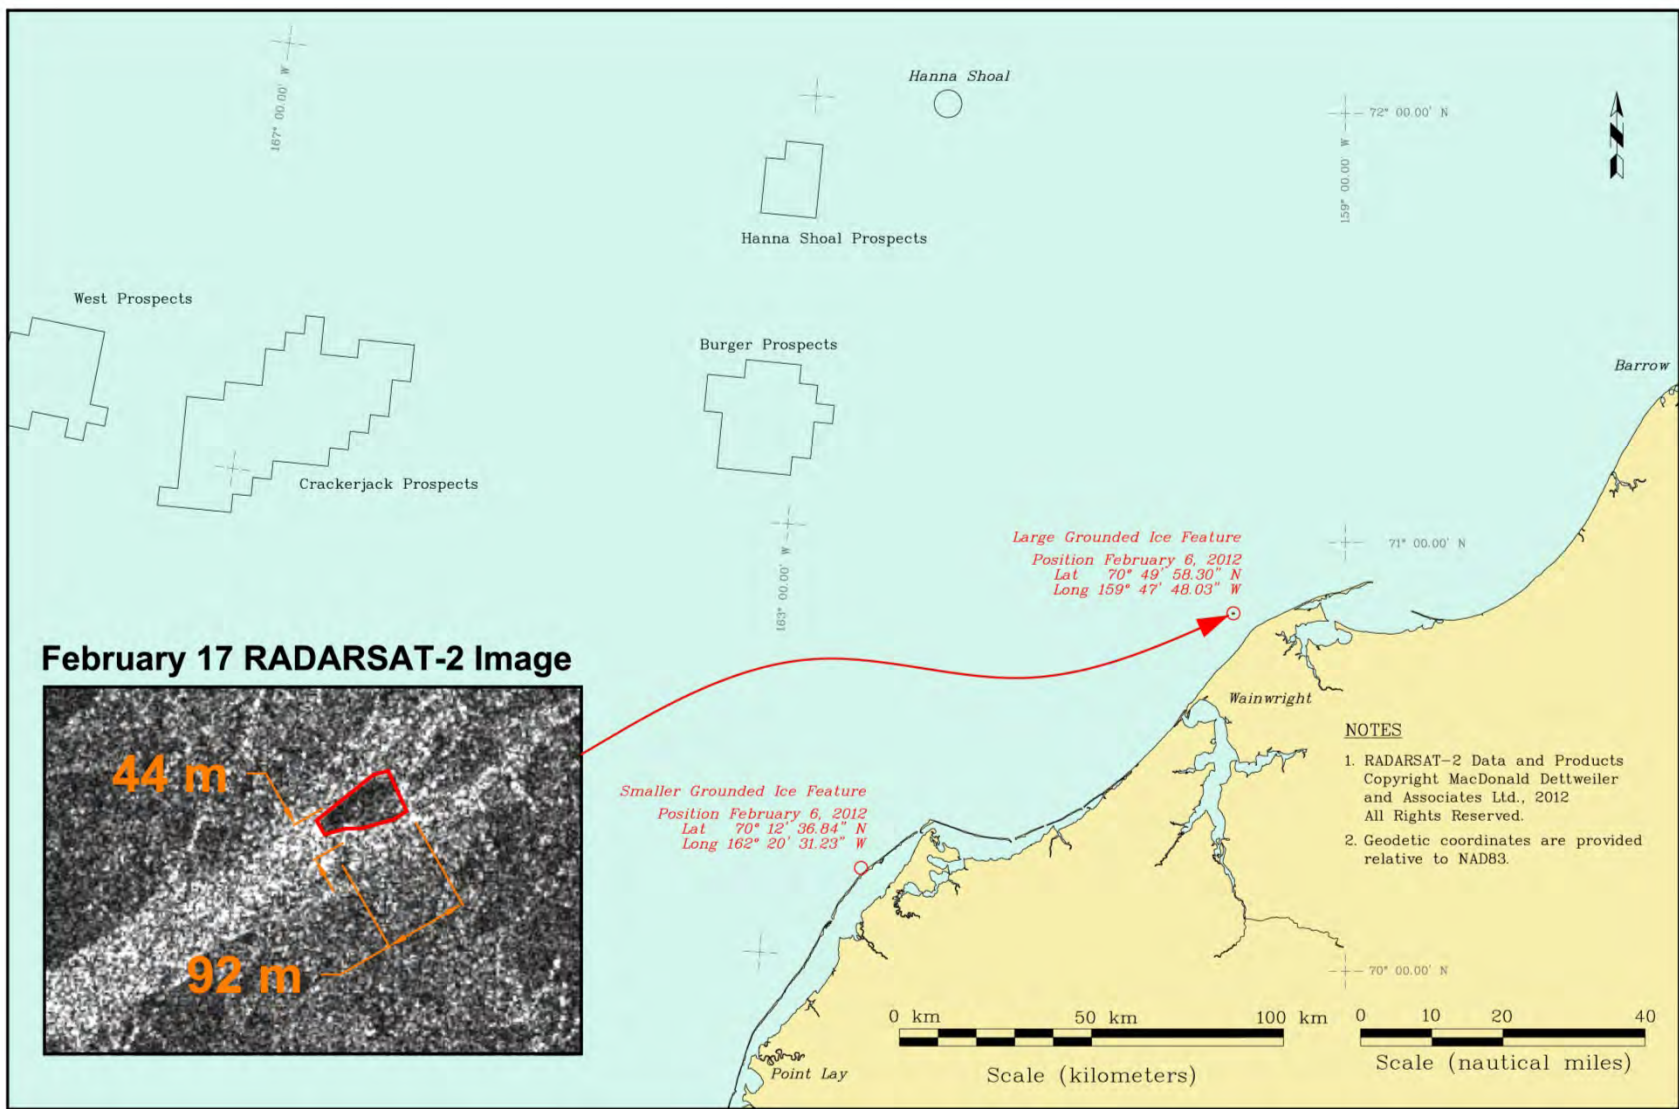 167° 00.00' W
Hanna Shoal
72° 00.00' N
159° 00.00' W
Hanna Shoal Prospects
West Prospects
Burger Prospects
Barrow
Crackerjack Prospects
Large Grounded Ice Feature
Position February 6, 2012
Lat 70° 49' 58.30" N
Long 159° 47' 48.03" W
71° 00.00' N
163° 00.00' W
February 17 RADARSAT-2 Image
44 m
92 m
Wainwright
Smaller Grounded Ice Feature
Position February 6, 2012
Lat 70° 12' 36.84" N
Long 162° 20' 31.23" W
NOTES
1. RADARSAT-2 Data and Products
Copyright MacDonald Dettweiler
and Associates Ltd., 2012
All Rights Reserved.
2. Geodetic coordinates are provided
relative to NAD83.
70° 00.00' N
0 km 50 km 100 km
Scale (kilometers)
0 10 20 40
Scale (nautical miles)
Point Lay